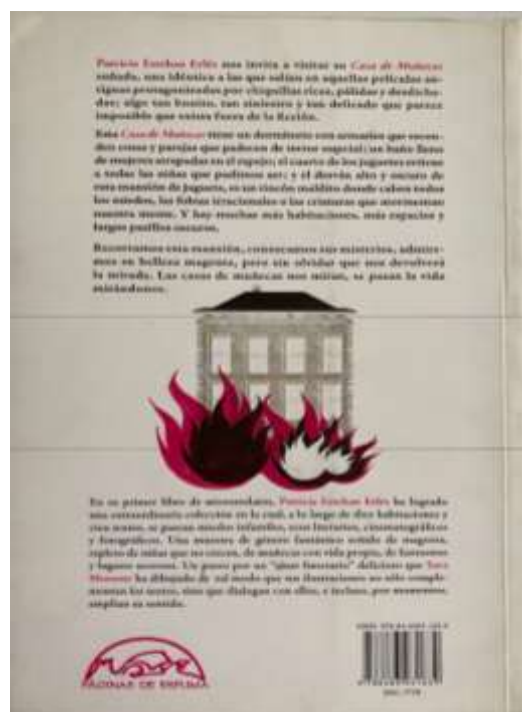 Patricia Esteban Erlés nos invita a visitar su Casa de Muñecas
soñada, una idéntica a las que salían en aquellas películas an-
tiguas protagonizadas por chiquillas ricas, pálidas y desdicha-
das; algo tan bonito, tan siniestro y tan delicado que parece
imposible que exista fuera de la ficción.
Esta Casa de Muñecas tiene un dormitorio con armarios que escon-
den cosas y parejas que padecen de terror nupcial; un baño lleno
de mujeres atrapadas en el espejo; el cuarto de los juguetes retiene
a todas las niñas que pudimos ser; y el desván alto y oscuro de
esta mansión de juguete, es un rincón maldito donde caben todos
los miedos, las fobias irracionales o las criaturas que atormentan
nuestra mente. Y hay muchas más habitaciones, más espacios y
largos pasillos oscuros.
Recorramos esta mansión, conozcamos sus misterios, admire-
mos su belleza magenta, pero sin olvidar que nos devolverá
la mirada. Las casas de muñecas nos miran, se pasan la vida
mirándonos.
En su primer libro de microrrelatos, Patricia Esteban Erlés ha logrado
una extraordinaria colección en la cual, a lo largo de diez habitaciones y
cien textos, se pasean miedos infantiles, ecos literarios, cinematográficos
y fotográficos. Una muestra de género fantástico teñido de magenta,
repleto de niñas que no crecen, de muñecas con vida propia, de fantasmas
y lugares oscuros. Un paseo por un "ajuar funerario" delicioso que Sara
Morante ha dibujado de tal modo que sus ilustraciones no sólo comple-
mentan los textos, sino que dialogan con ellos, e incluso, por momentos,
amplían su sentido.
PÁGINAS DE ESPUMA